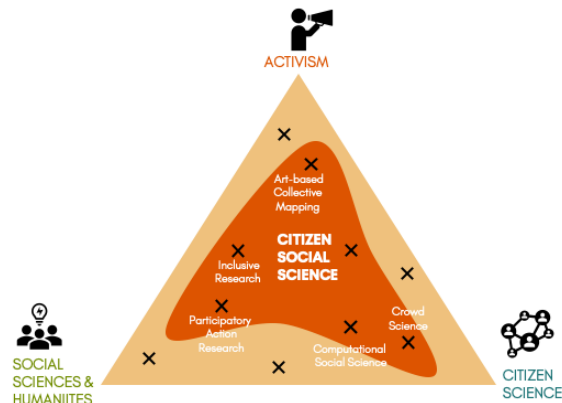 ACTIVISM
Art-based
Collective
Mapping
CITIZEN
SOCIAL
SCIENCE
Inclusive
Research
Participatory
Action
Research
Crowd
Science
Computational
Social Science
SOCIAL
SCIENCES &
HUMANIITES
CITIZEN
SCIENCE